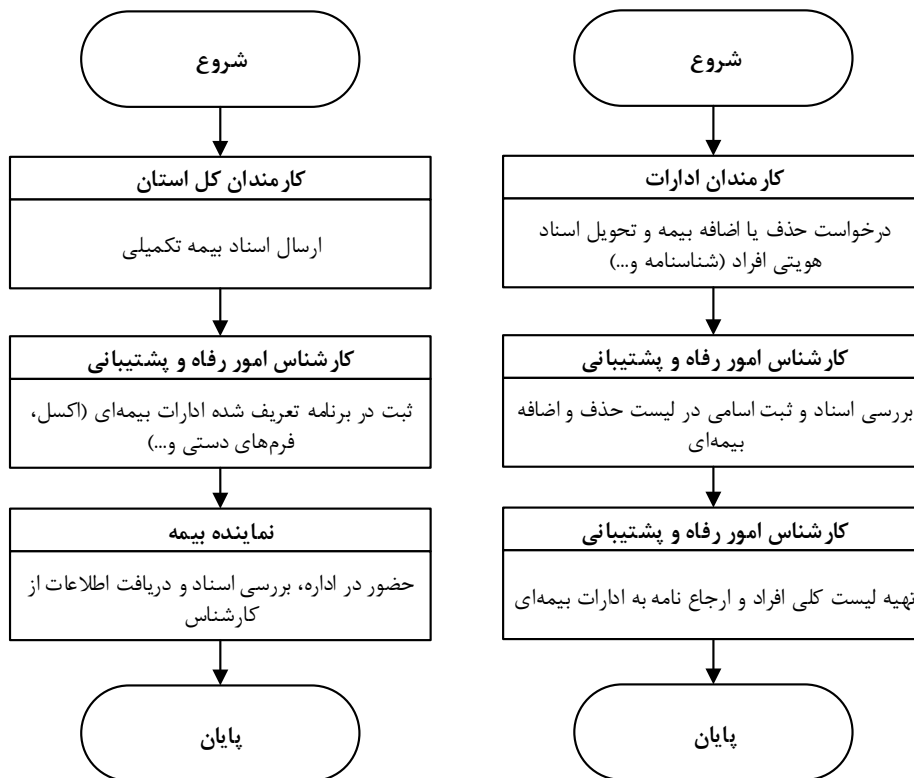 شروع
کارمندان ادارات
درخواست حذف یا اضافه بیمه و تحویل اسناد
هویتی افراد (شناسنامه و...)
کارشناس امور رفاه و پشتیبانی
بررسی اسناد و ثبت اسامی در لیست حذف و اضافه
بیمه‌ای
کارشناس امور رفاه و پشتیبانی
تهیه لیست کلی افراد و ارجاع نامه به ادارات بیمه‌ای
پایان
شروع
کارمندان کل استان
ارسال اسناد بیمه تکمیلی
کارشناس امور رفاه و پشتیبانی
ثبت در برنامه تعریف شده ادارات بیمه‌ای (اکسل،
فرم‌های دستی و...)
نماینده بیمه
حضور در اداره، بررسی اسناد و دریافت اطلاعات از
کارشناس
پایان